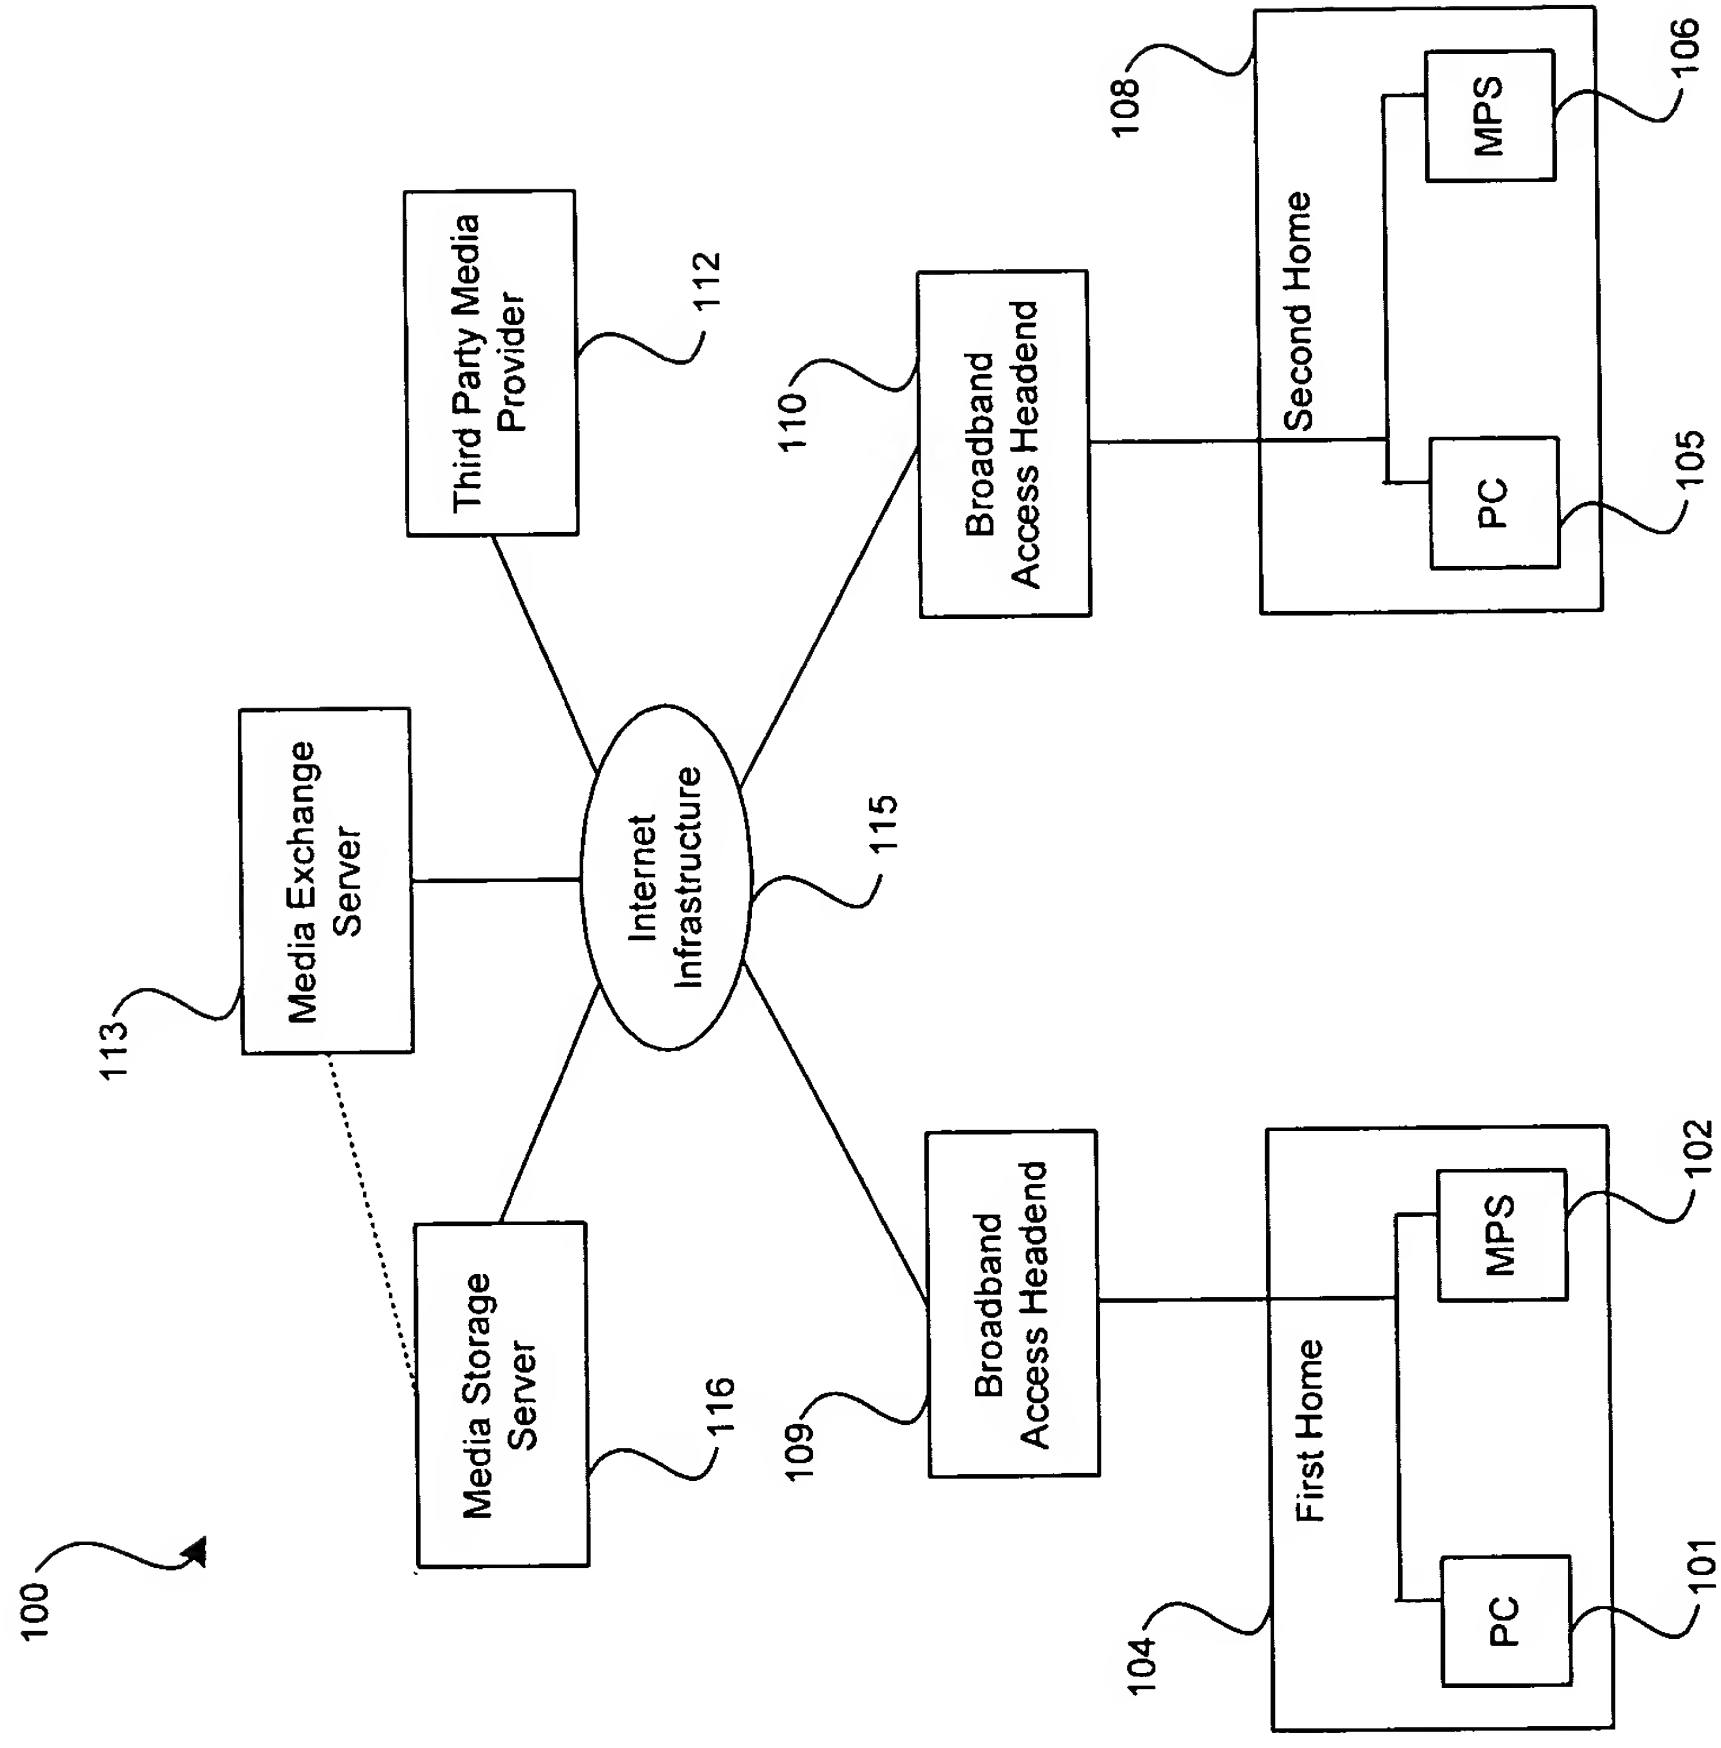 100
113
Media Exchange
Server
Media Storage
Server
116
Third Party Media
Provider
112
Internet
Infrastructure
115
109
Broadband
Access Headend
110
Broadband
Access Headend
104
First Home
PC
101
MPS
102
108
Second Home
PC
105
MPS
106